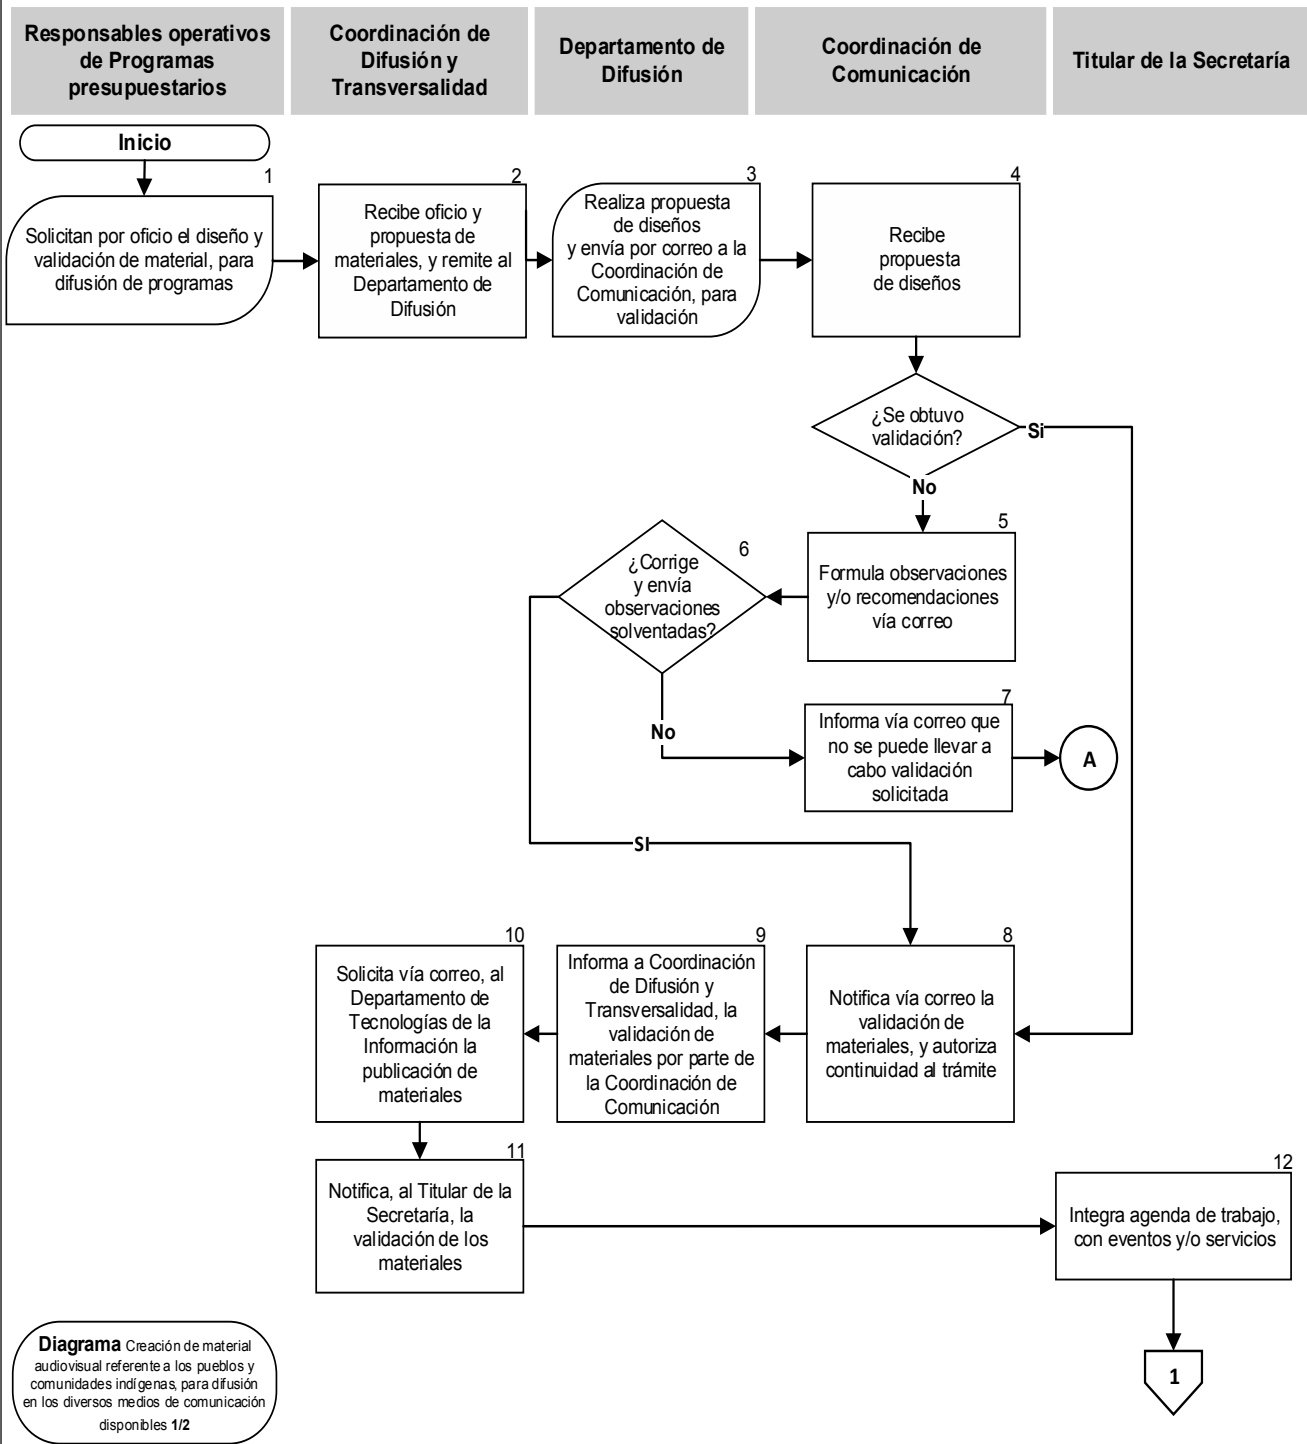 Responsables operativos
de Programas
presupuestarios
Coordinación de
Difusión y
Transversalidad
Departamento de
Difusión
Coordinación de
Comunicación
Titular de la Secretaría
Inicio
1
Solicitan por oficio el diseño y
validación de material, para
difusión de programas
2
Recibe oficio y
propuesta de
materiales, y remite al
Departamento de
Difusión
3
Realiza propuesta
de diseños
y envía por correo a la
Coordinación de
Comunicación, para
validación
4
Recibe
propuesta
de diseños
¿Se obtuvo
validación?
Si
No
5
Formula observaciones
y/o recomendaciones
vía correo
6
¿Corrige
y envía
observaciones
solventadas?
No
7
Informa vía correo que
no se puede llevar a
cabo validación
solicitada
A
SI
8
Notifica vía correo la
validación de
materiales, y autoriza
continuidad al trámite
9
Informa a Coordinación
de Difusión y
Transversalidad, la
validación de
materiales por parte de
la Coordinación de
Comunicación
10
Solicita vía correo, al
Departamento de
Tecnologías de la
Información la
publicación de
materiales
11
Notifica, al Titular de la
Secretaría, la
validación de los
materiales
12
Integra agenda de trabajo,
con eventos y/o servicios
1
Diagrama Creación de material
audiovisual referente a los pueblos y
comunidades indígenas, para difusión
en los diversos medios de comunicación
disponibles 1/2